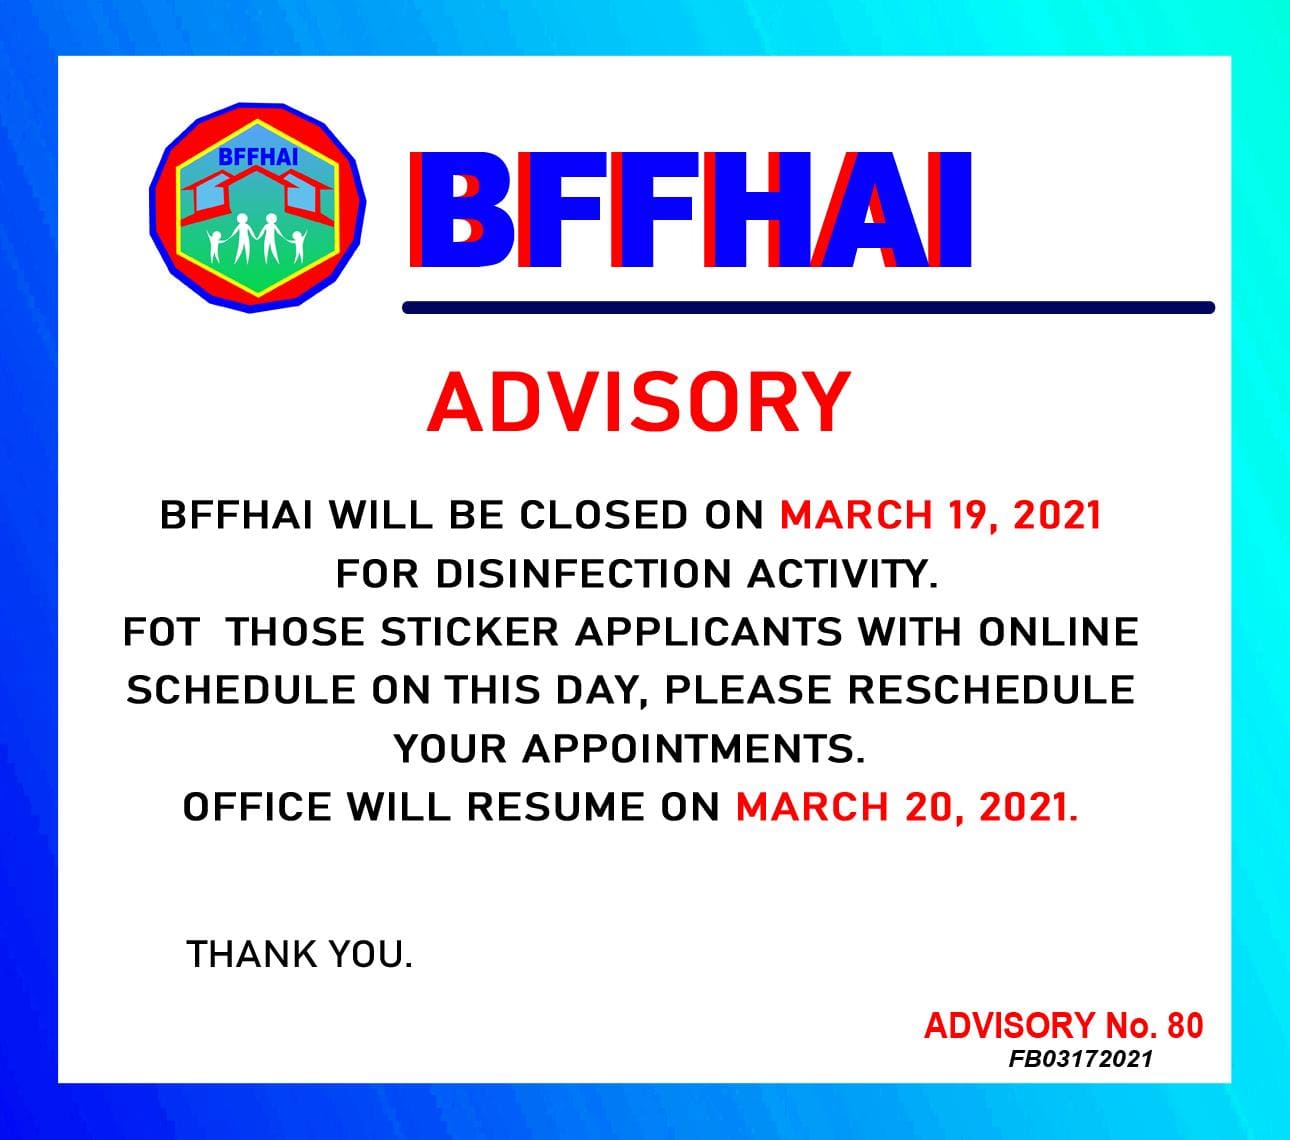 BFFHAI
BFFHAI
ADVISORY
BFFHAI WILL BE CLOSED ON MARCH 19, 2021
FOR DISINFECTION ACTIVITY.
FOT THOSE STICKER APPLICANTS WITH ONLINE
SCHEDULE ON THIS DAY, PLEASE RESCHEDULE
YOUR APPOINTMENTS.
OFFICE WILL RESUME ON MARCH 20, 2021.
THANK YOU.
ADVISORY No. 80
FB03172021